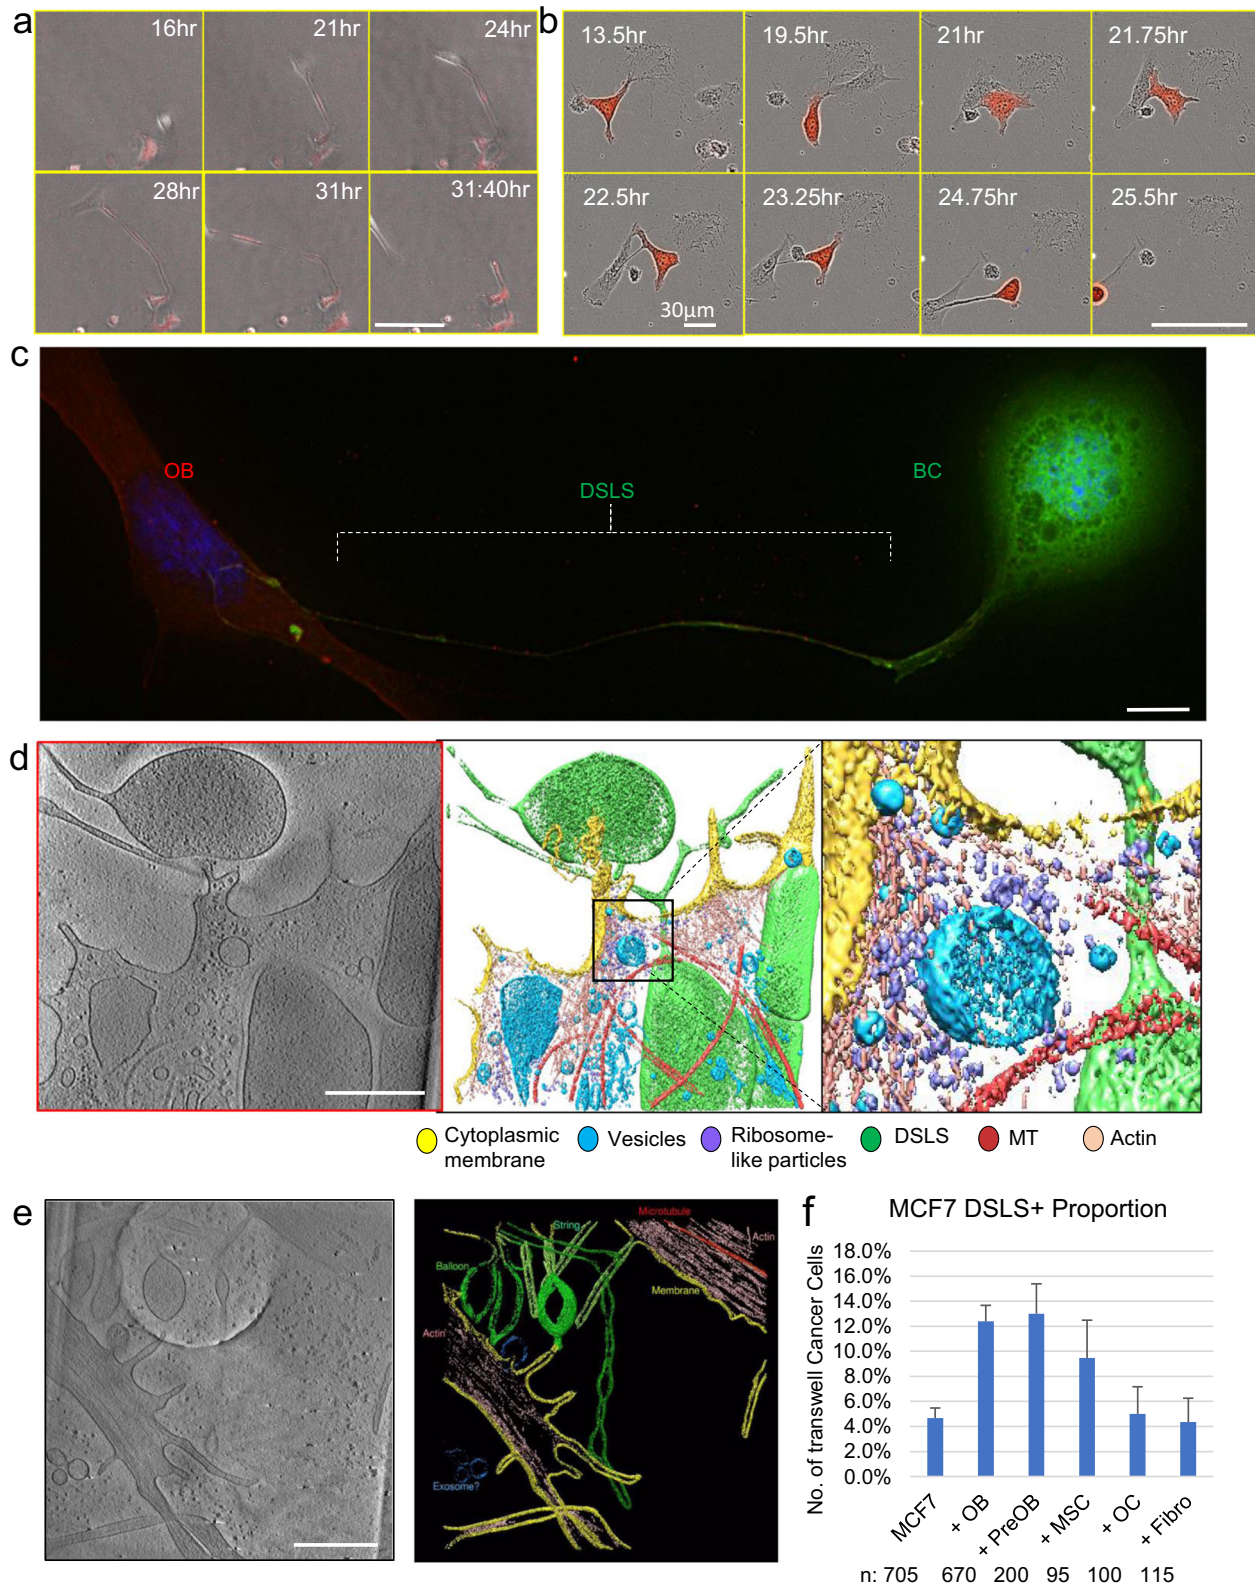 a
16hr
21hr
24hr
28hr
31hr
31:40hr
b
13.5hr
19.5hr
21hr
21.75hr
22.5hr
23.25hr
24.75hr
25.5hr
30µm
c
OB
DSLS
BC
d
Cytoplasmic membrane
Vesicles
Ribosome-
like particles
DSLS
MT
Actin
e
Microtubule
String
Actin
Balloon
Membrane
Actin
Exosome?
f
MCF7 DSLS+ Proportion
No. of transwell Cancer Cells
18.0%
16.0%
14.0%
12.0%
10.0%
8.0%
6.0%
4.0%
2.0%
0.0%
MCF7
+ OB
+ PreOB
+ MSC
+ OC
+ Fibro
n: 705 670 200 95 100 115